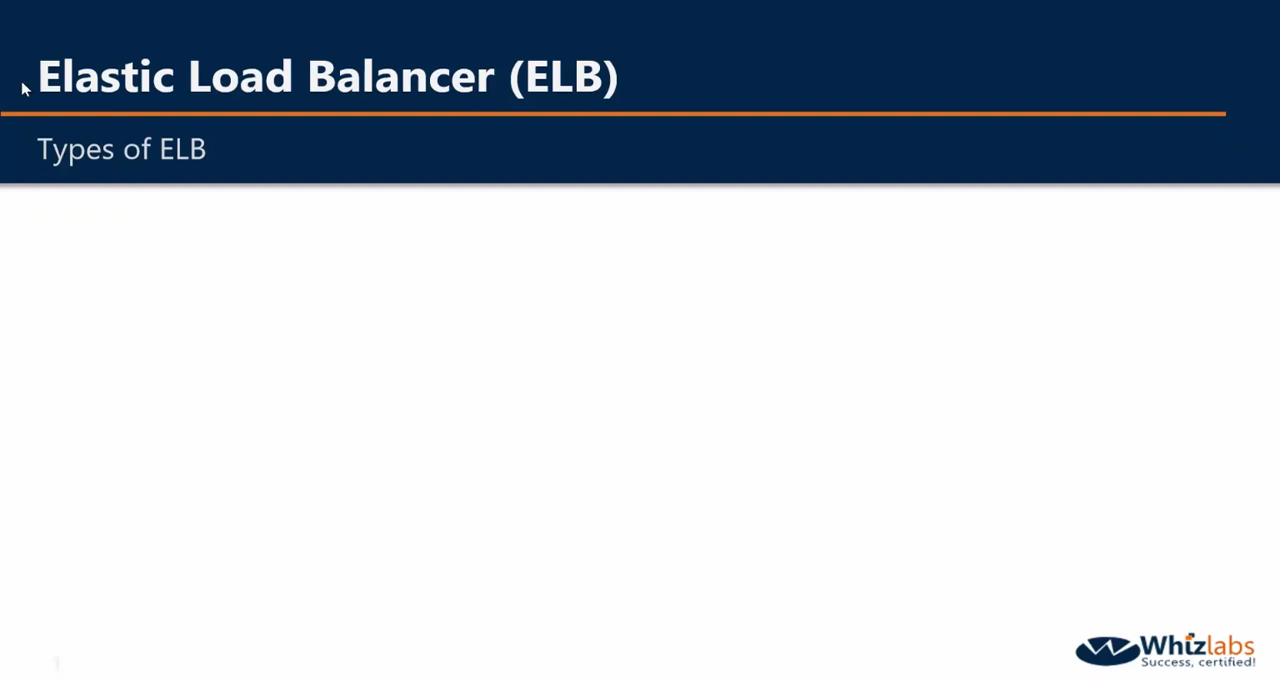 Elastic Load Balancer (ELB)
Types of ELB
Whizlabs
Success, certified!